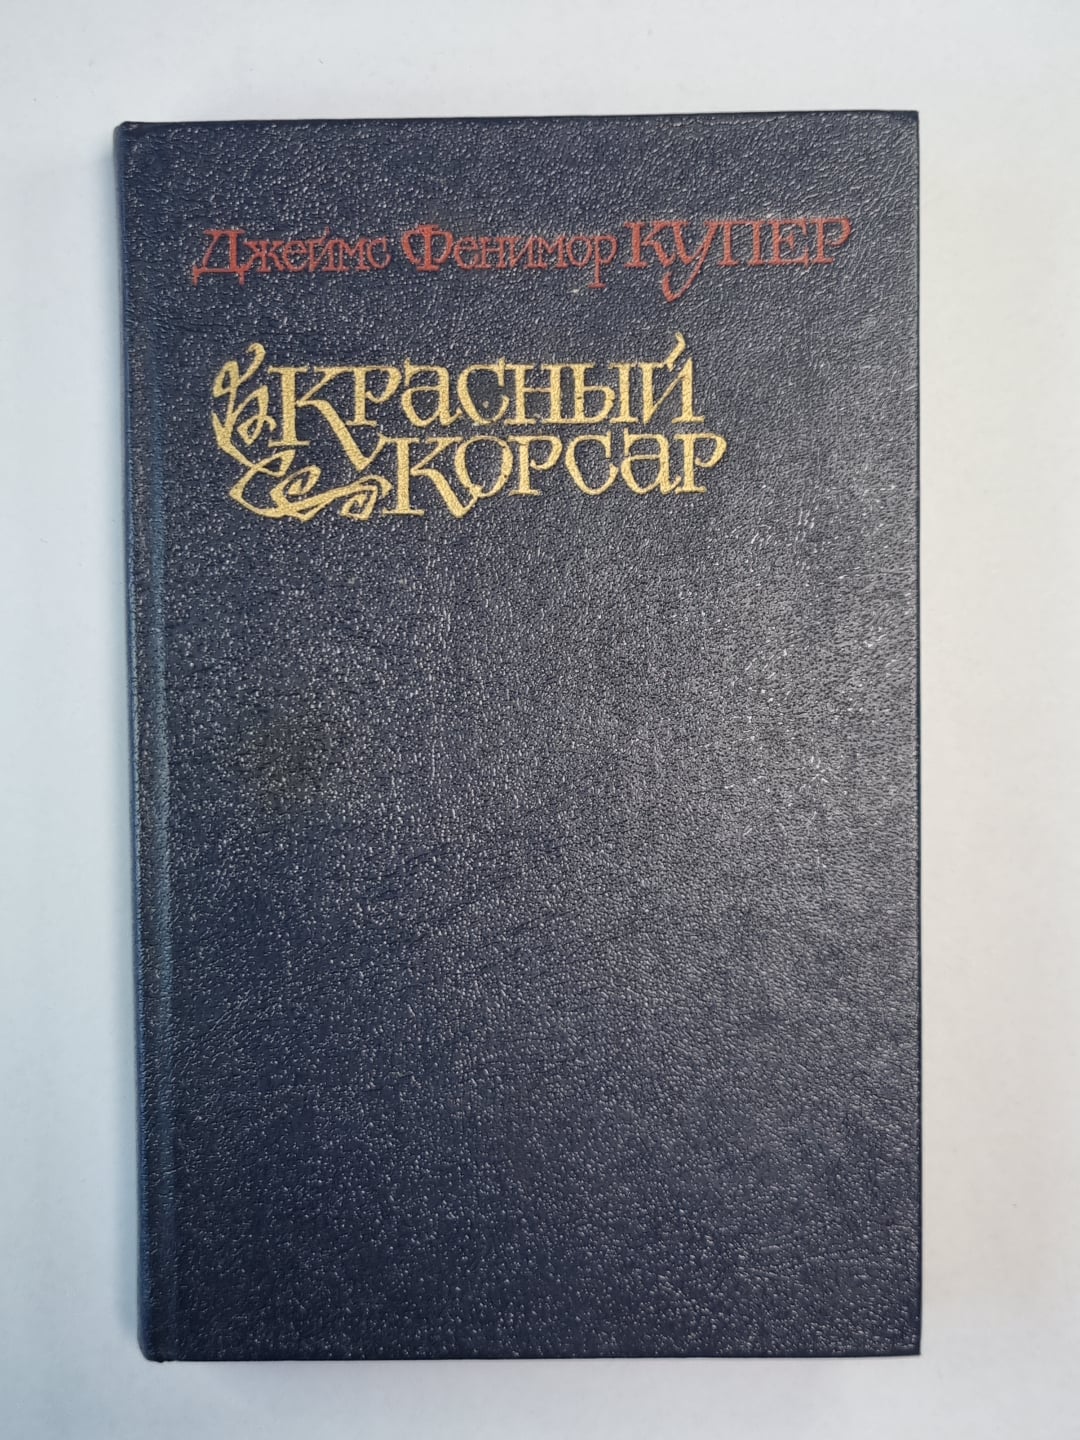 Джеймс Фенимор КУПЕР
КРАСНЫЙ
КОРСАР